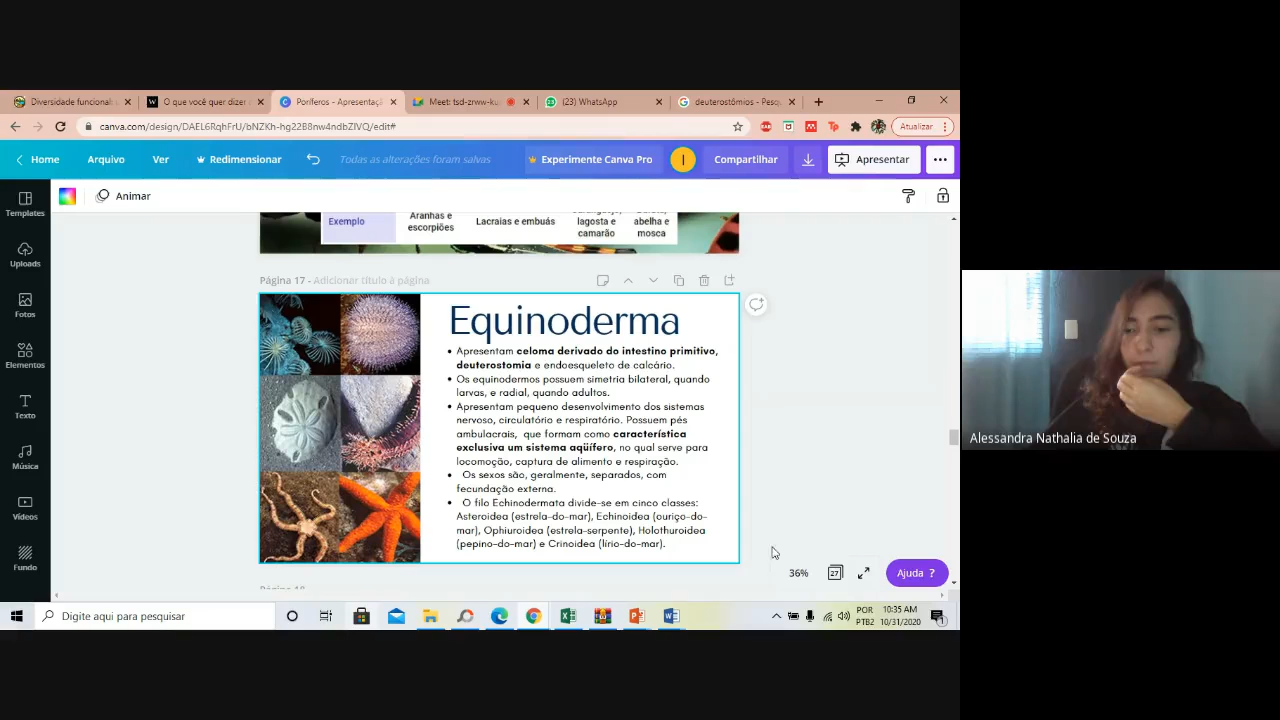 Diversidade funcional:
O que você quer dizer
Poríferos - Apresentaçã
Meet: tsd-zrww-ku
(23) WhatsApp
deuterostômios - Pesq
canva.com/design/DAEL6RqhFrU/bNZKh-hg22B8nw4ndbZIVQ/edit#
Atualizar
Home
Arquivo
Ver
Redimensionar
Todas as alterações foram salvas
Experimente Canva Pro
I
Compartilhar
Apresentar
Animar
Templates
Uploads
Fotos
Elementos
Texto
Música
Vídeos
Fundo
Exemplo
Aranhas e
escorpiões
Lacraias e embuás
lagosta e
camarão
abelha e
mosca
Página 17 - Adicionar título à página
Equinoderma
• Apresentam celoma derivado do intestino primitivo,
deuterostomia e endoesqueleto de calcário.
• Os equinodermos possuem simetria bilateral, quando
larvas, e radial, quando adultos.
• Apresentam pequeno desenvolvimento dos sistemas
nervoso, circulatório e respiratório. Possuem pés
ambulacrais, que formam como característica
exclusiva um sistema aqüífero, no qual serve para
locomoção, captura de alimento e respiração.
• Os sexos são, geralmente, separados, com
fecundação externa.
• O filo Echinodermata divide-se em cinco classes:
Asteroidea (estrela-do-mar), Echinoidea (ouriço-do-
mar), Ophiuroidea (estrela-serpente), Holothuroidea
(pepino-do-mar) e Crinoidea (lírio-do-mar).
36%
27
Ajuda ?
Digite aqui para pesquisar
POR
PTB2
10:35 AM
10/31/2020
Alessandra Nathalia de Souza